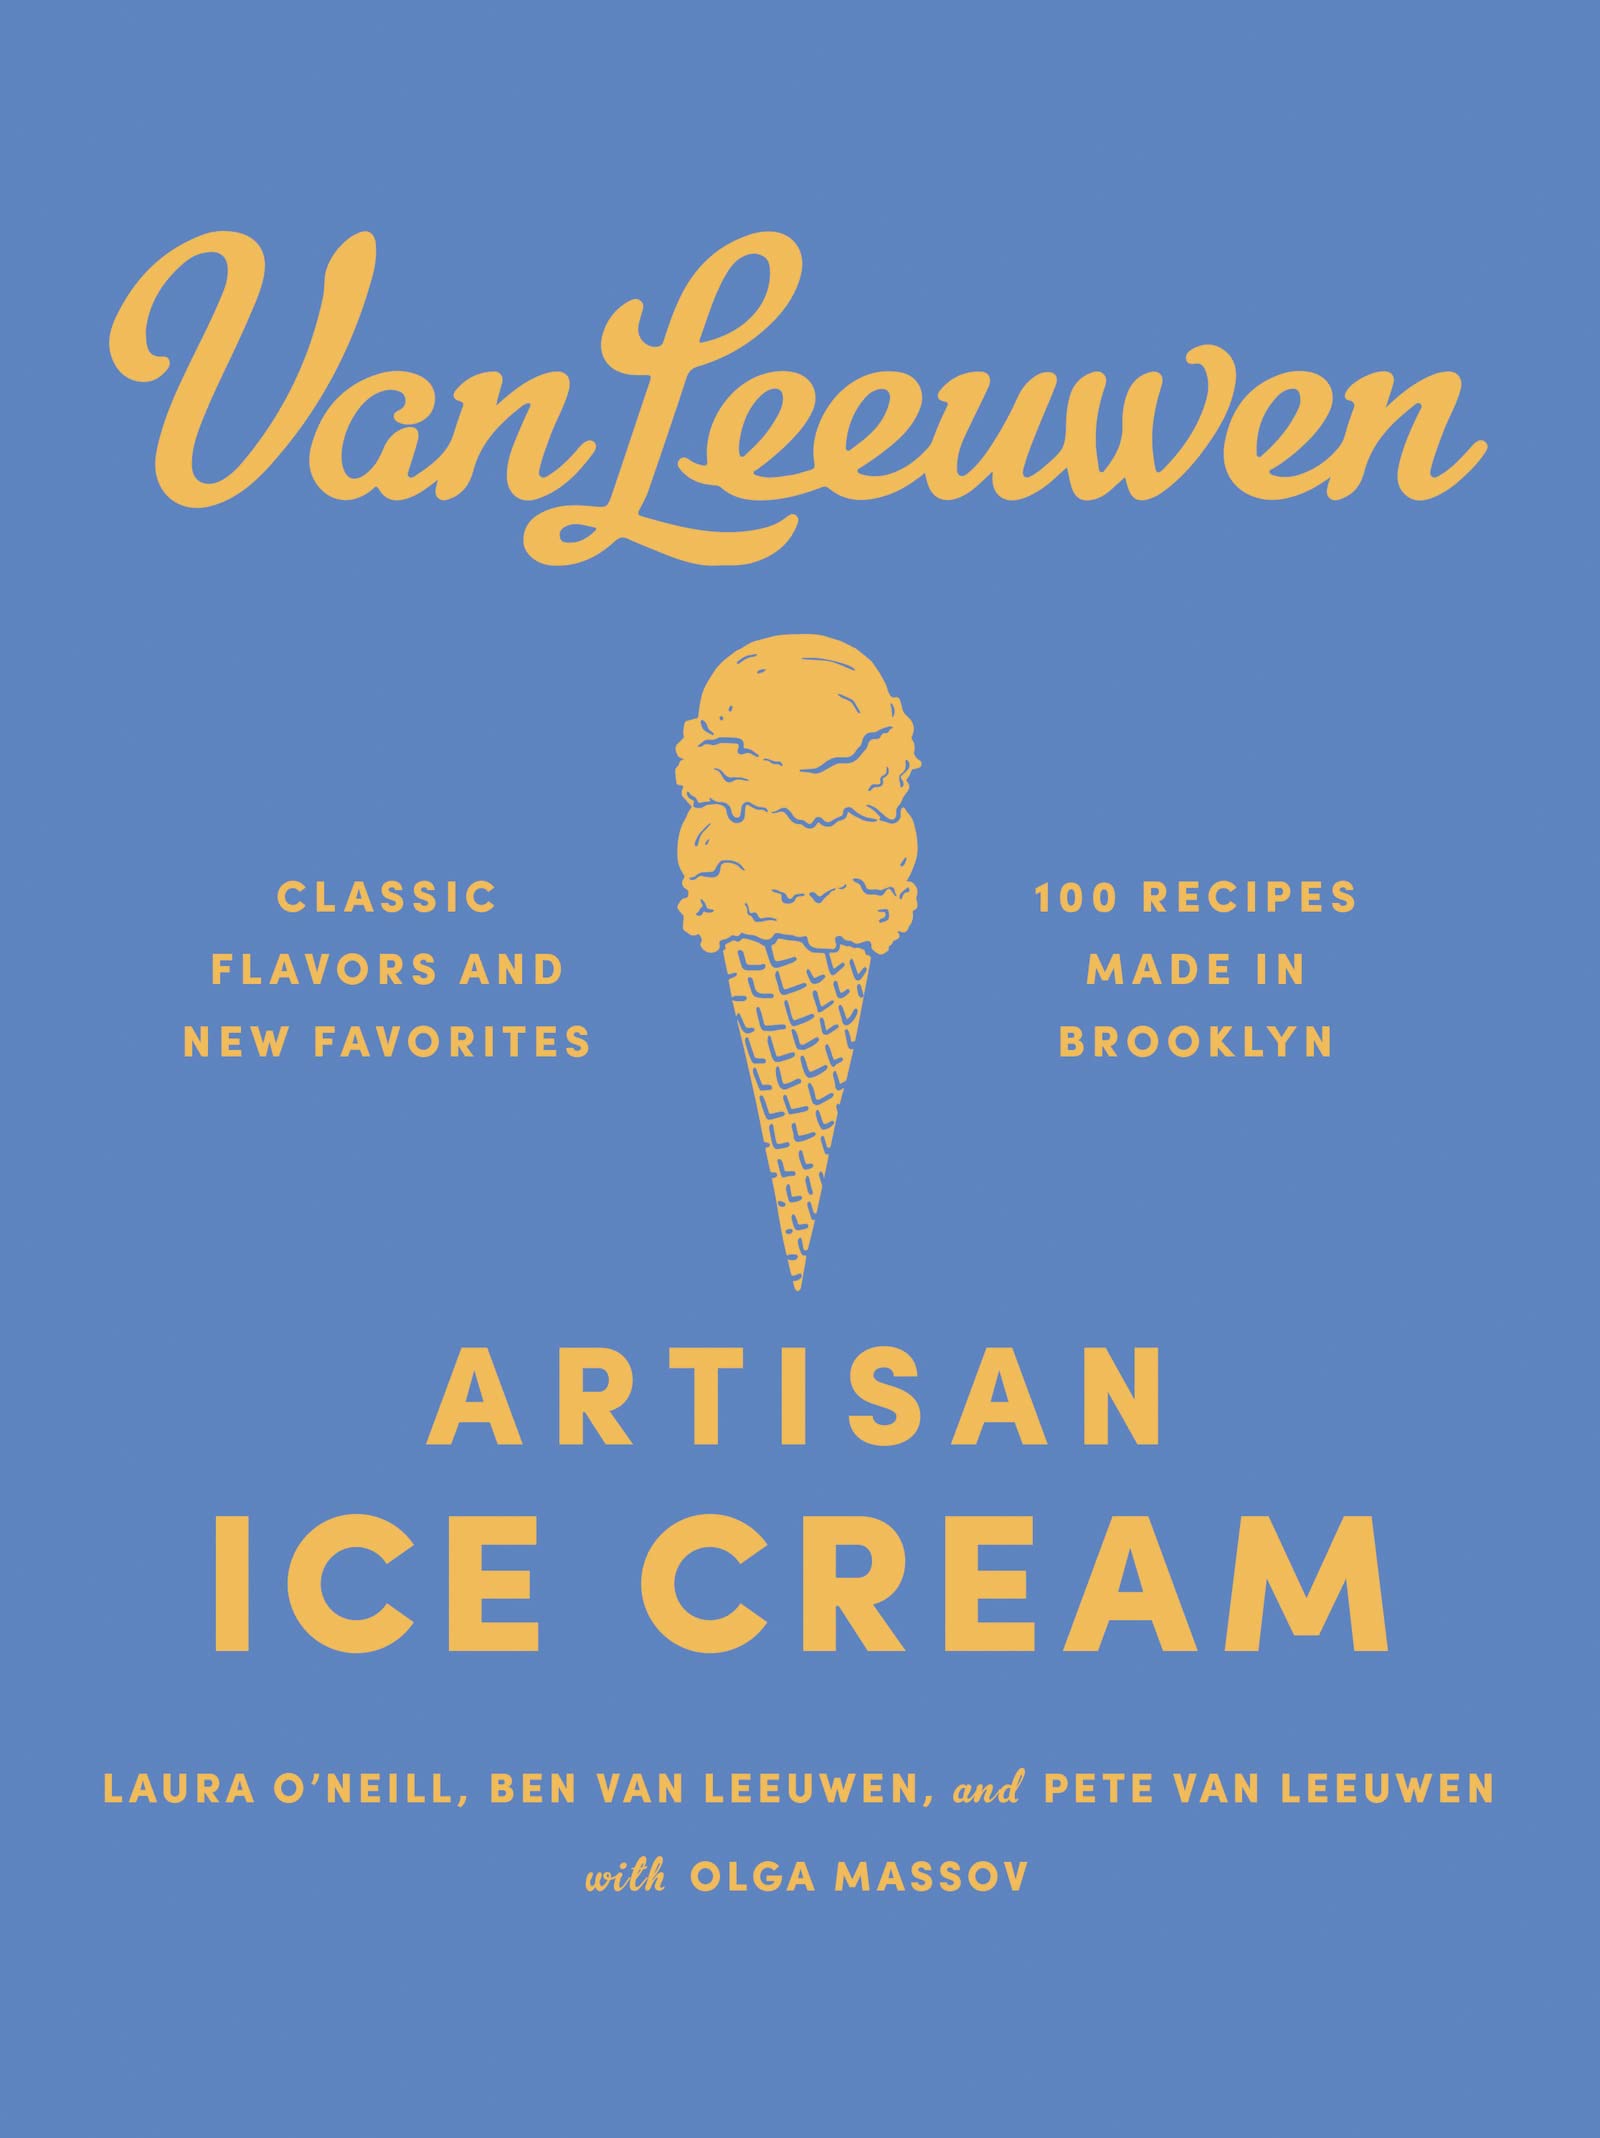 Van Leeuwen
CLASSIC
FLAVORS AND
NEW FAVORITES
100 RECIPES
MADE IN
BROOKLYN
ARTISAN
ICE CREAM
LAURA O’NEILL, BEN VAN LEEUWEN, and PETE VAN LEEUWEN
with OLGA MASSOV